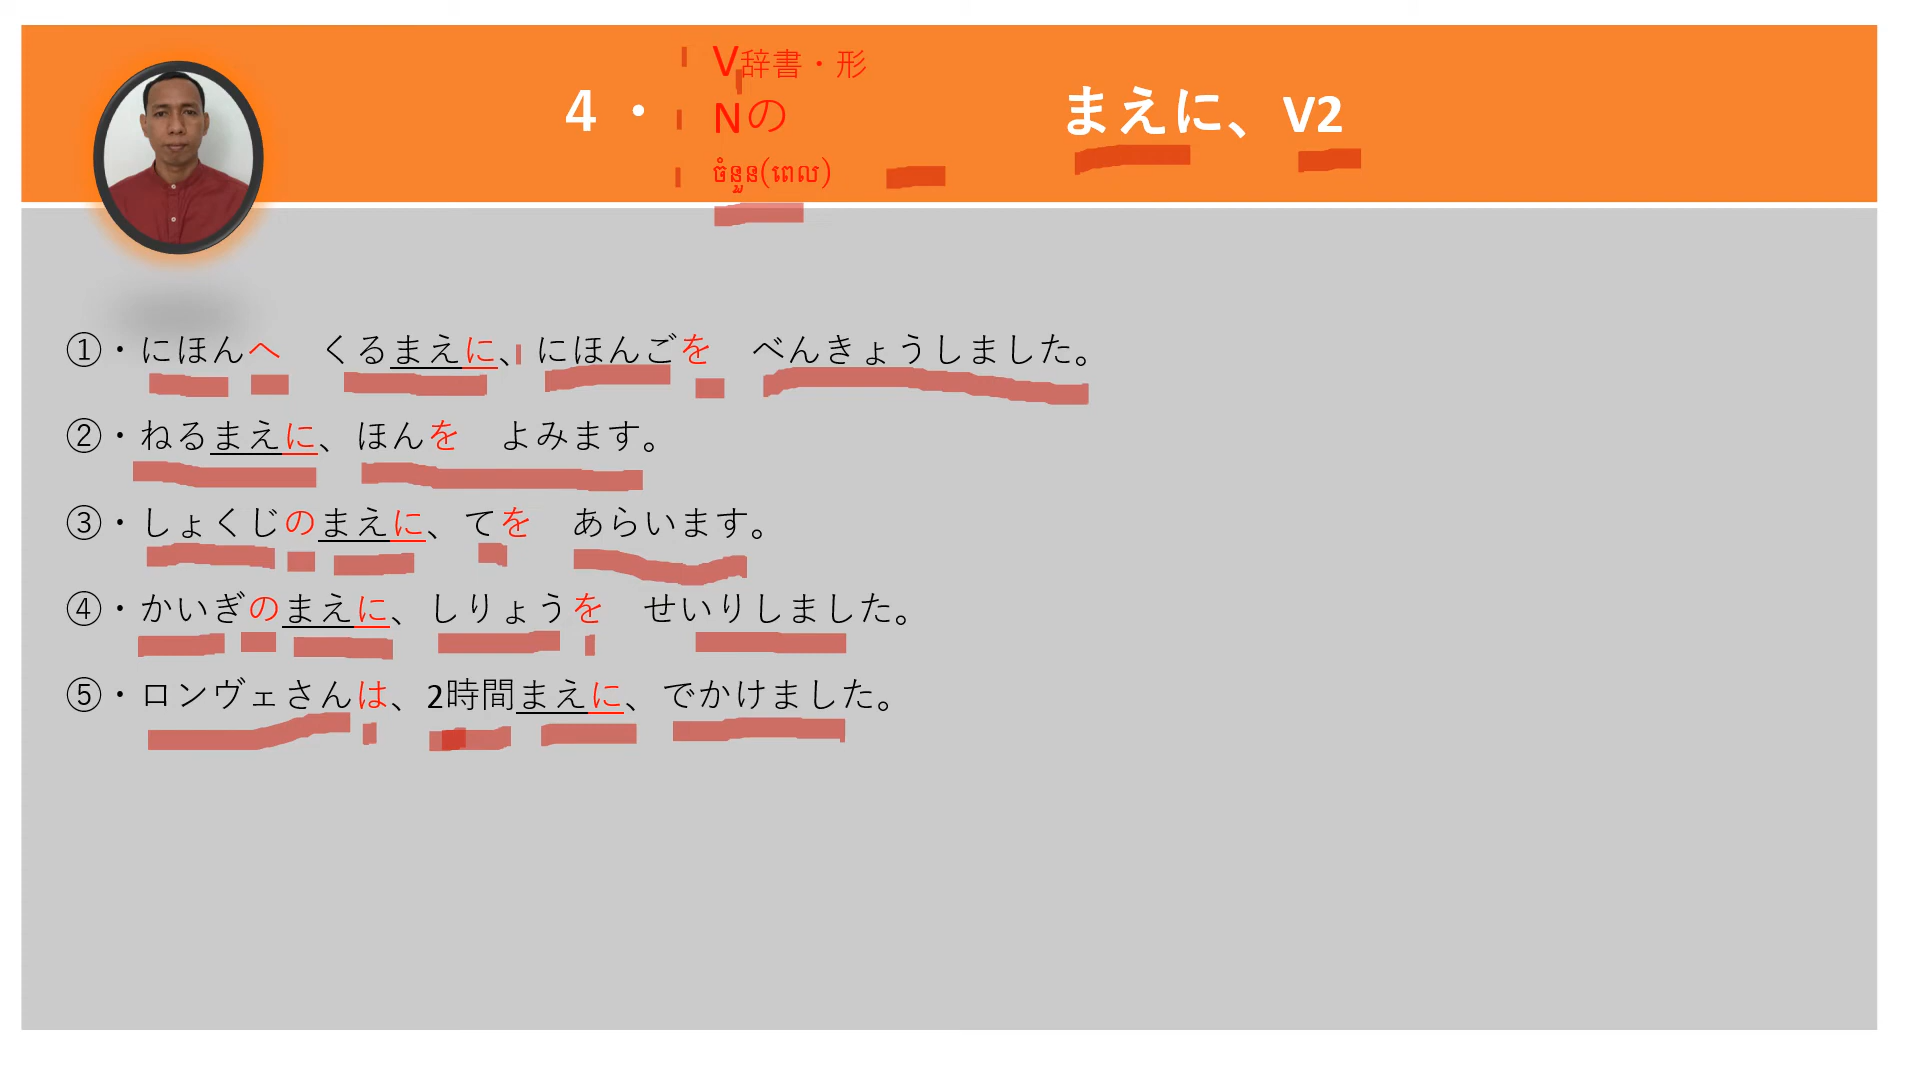 V辞書・形
4・ Nの まえに、V2
ចំនួន(ពេល)
①・にほんへ　くるまえに、にほんごを　べんきょうしました。
②・ねるまえに、ほんを　よみます。
③・しょくじのまえに、てを　あらいます。
④・かいぎのまえに、しりょうを　せいりしました。
⑤・ロンヴェさんは、2時間まえに、でかけました。